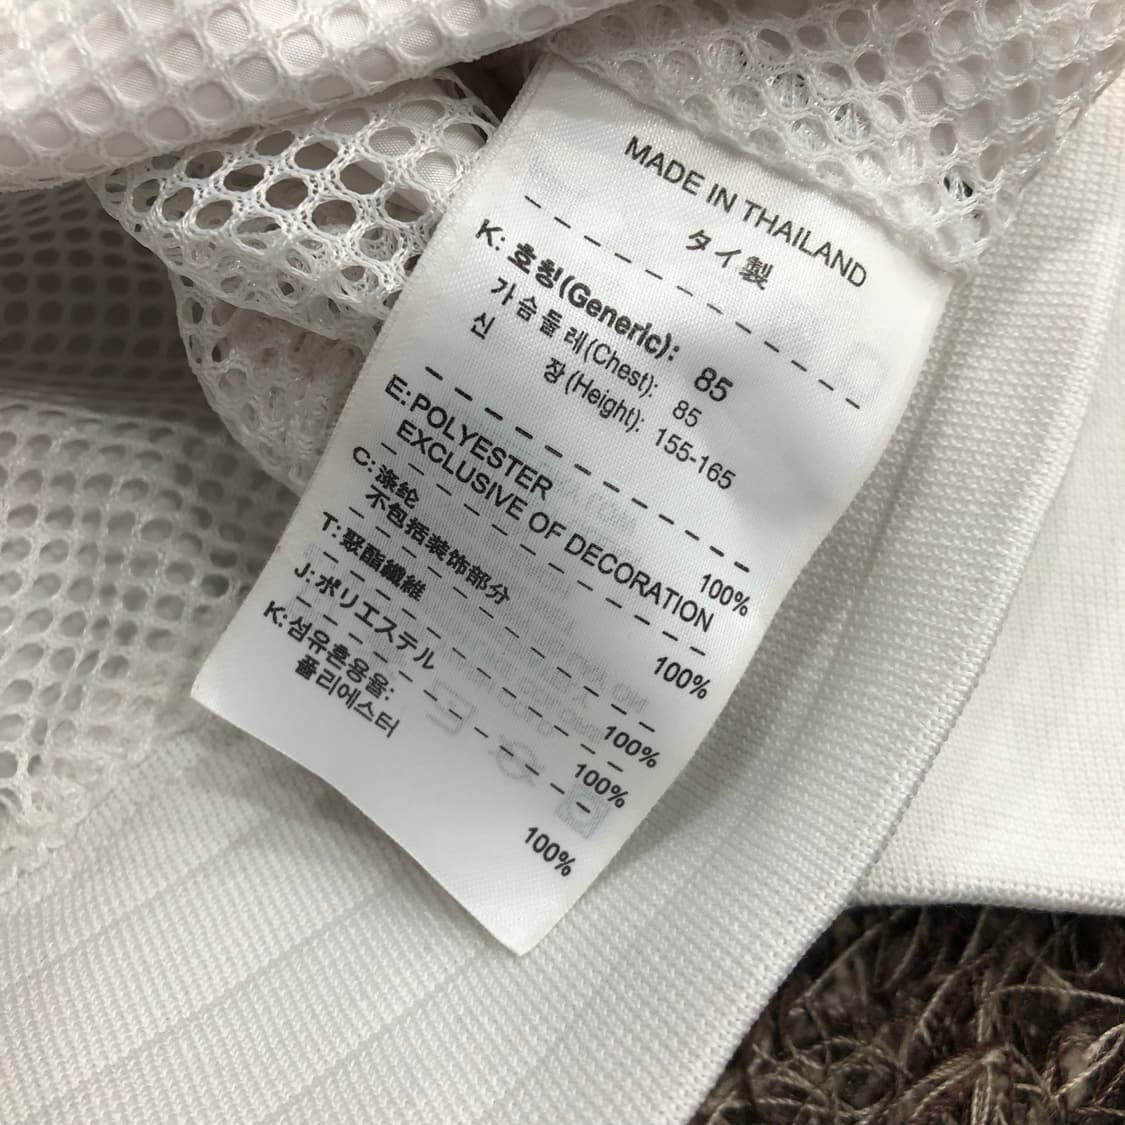 MADE IN THAILAND
タイ製
K: 호칭(Generic): 85
가슴둘레(Chest): 85
신 장(Height): 155-165
E: POLYESTER 100%
EXCLUSIVE OF DECORATION
C: 涤纶 100%
不包括装饰部分
T: 聚酯纖維 100%
J: ポリエステル 100%
K: 섬유혼용율:
폴리에스터 100%